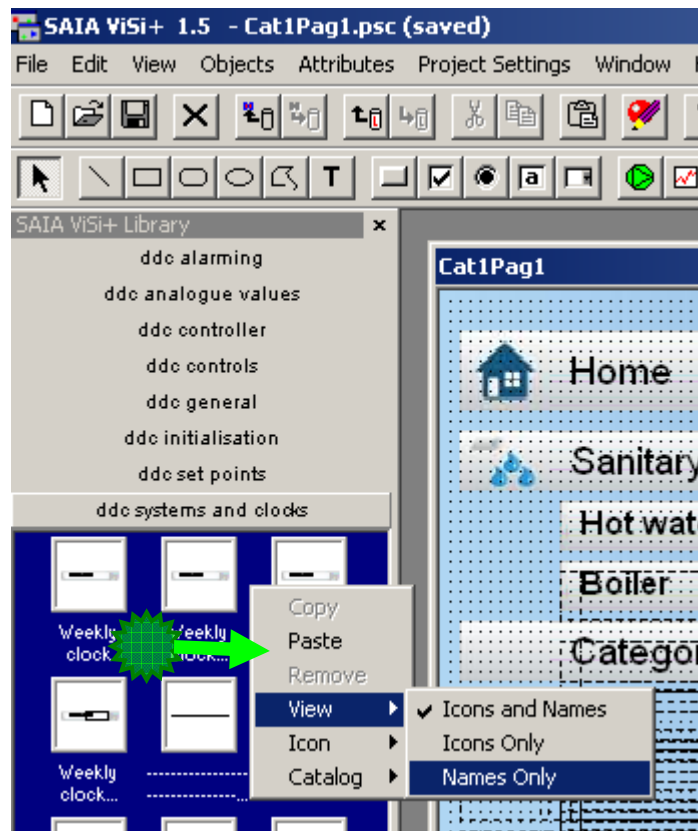 SAIA ViSi+ 1.5 - Cat1Pag1.psc (saved)
File Edit View Objects Attributes Project Settings Window
T a
SAIA ViSi+ Library x
ddc alarming
ddc analogue values
ddc controller
ddc controls
ddc general
ddc initialisation
ddc set points
ddc systems and clocks
Cat1Pag1
Home
Sanitary
Hot wat
Boiler
Categor
Weekly
clock...
Weekly
clock...
Weekly
clock...
Copy
Paste
Remove
View
Icon
Catalog
Icons and Names
Icons Only
Names Only